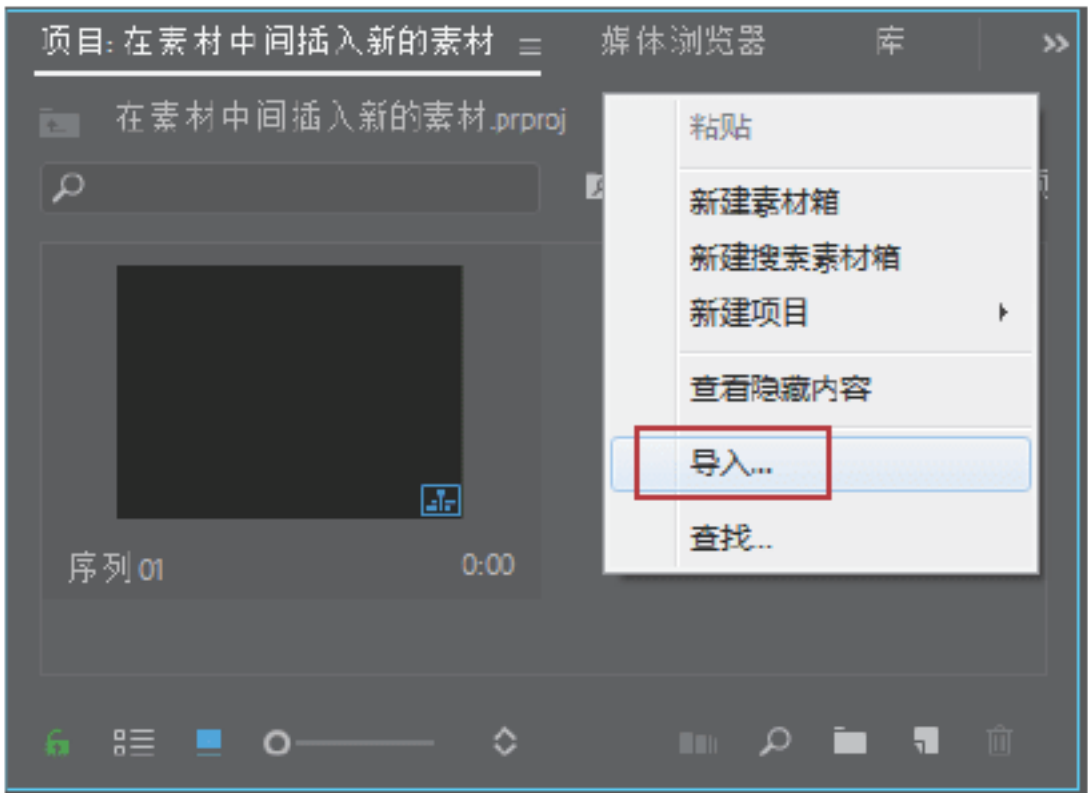 项目: 在素材中间插入新的素材 媒体浏览器 库
在素材中间插入新的素材.prproj
粘贴
新建素材箱
新建搜索素材箱
新建项目
查看隐藏内容
导入...
查找...
序列 01 0:00